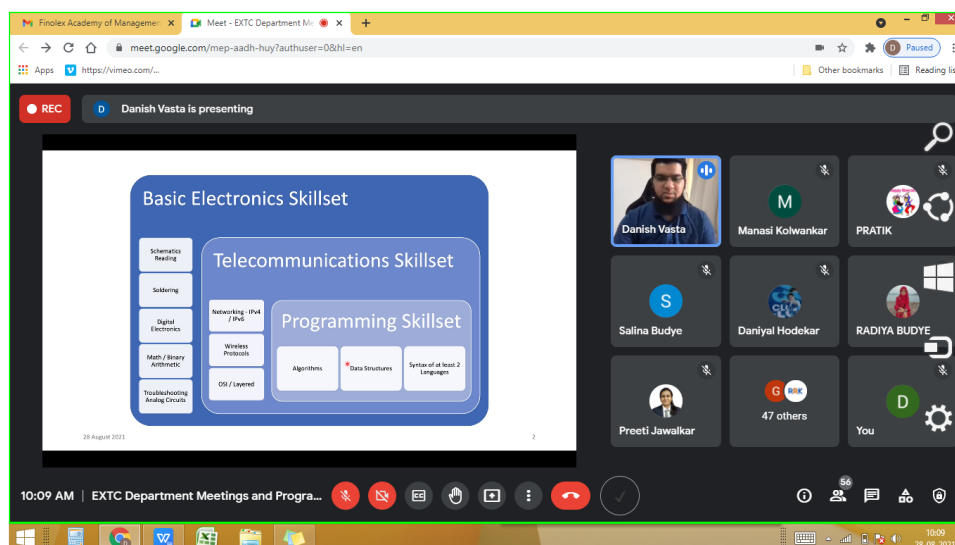 Finolex Academy of Managemen
Meet - EXTC Department Me
meet.google.com/mep-aadh-huy?authuser=0&hl=en
D
Paused
Apps
https://vimeo.com/...
Other bookmarks
Reading lis
REC
D
Danish Vasta is presenting
Basic Electronics Skillset
Schematics
Reading
Soldering
Digital
Electronics
Math / Binary
Arithmetic
Troubleshooting
Analog Circuits
Telecommunications Skillset
Networking - IPv4
/ IPv6
Wireless
Protocols
OSI / Layered
Programming Skillset
Algorithms
Data Structures
Syntax of at least 2
Languages
28 August 2021
2
Danish Vasta
M
Manasi Kolwankar
PRATIK
S
Salina Budye
Daniyal Hodekar
RADIYA BUDYE
Preeti Jawalkar
G
RRK
47 others
D
You
10:09 AM | EXTC Department Meetings and Progra...
56
10:09
28-08-2021